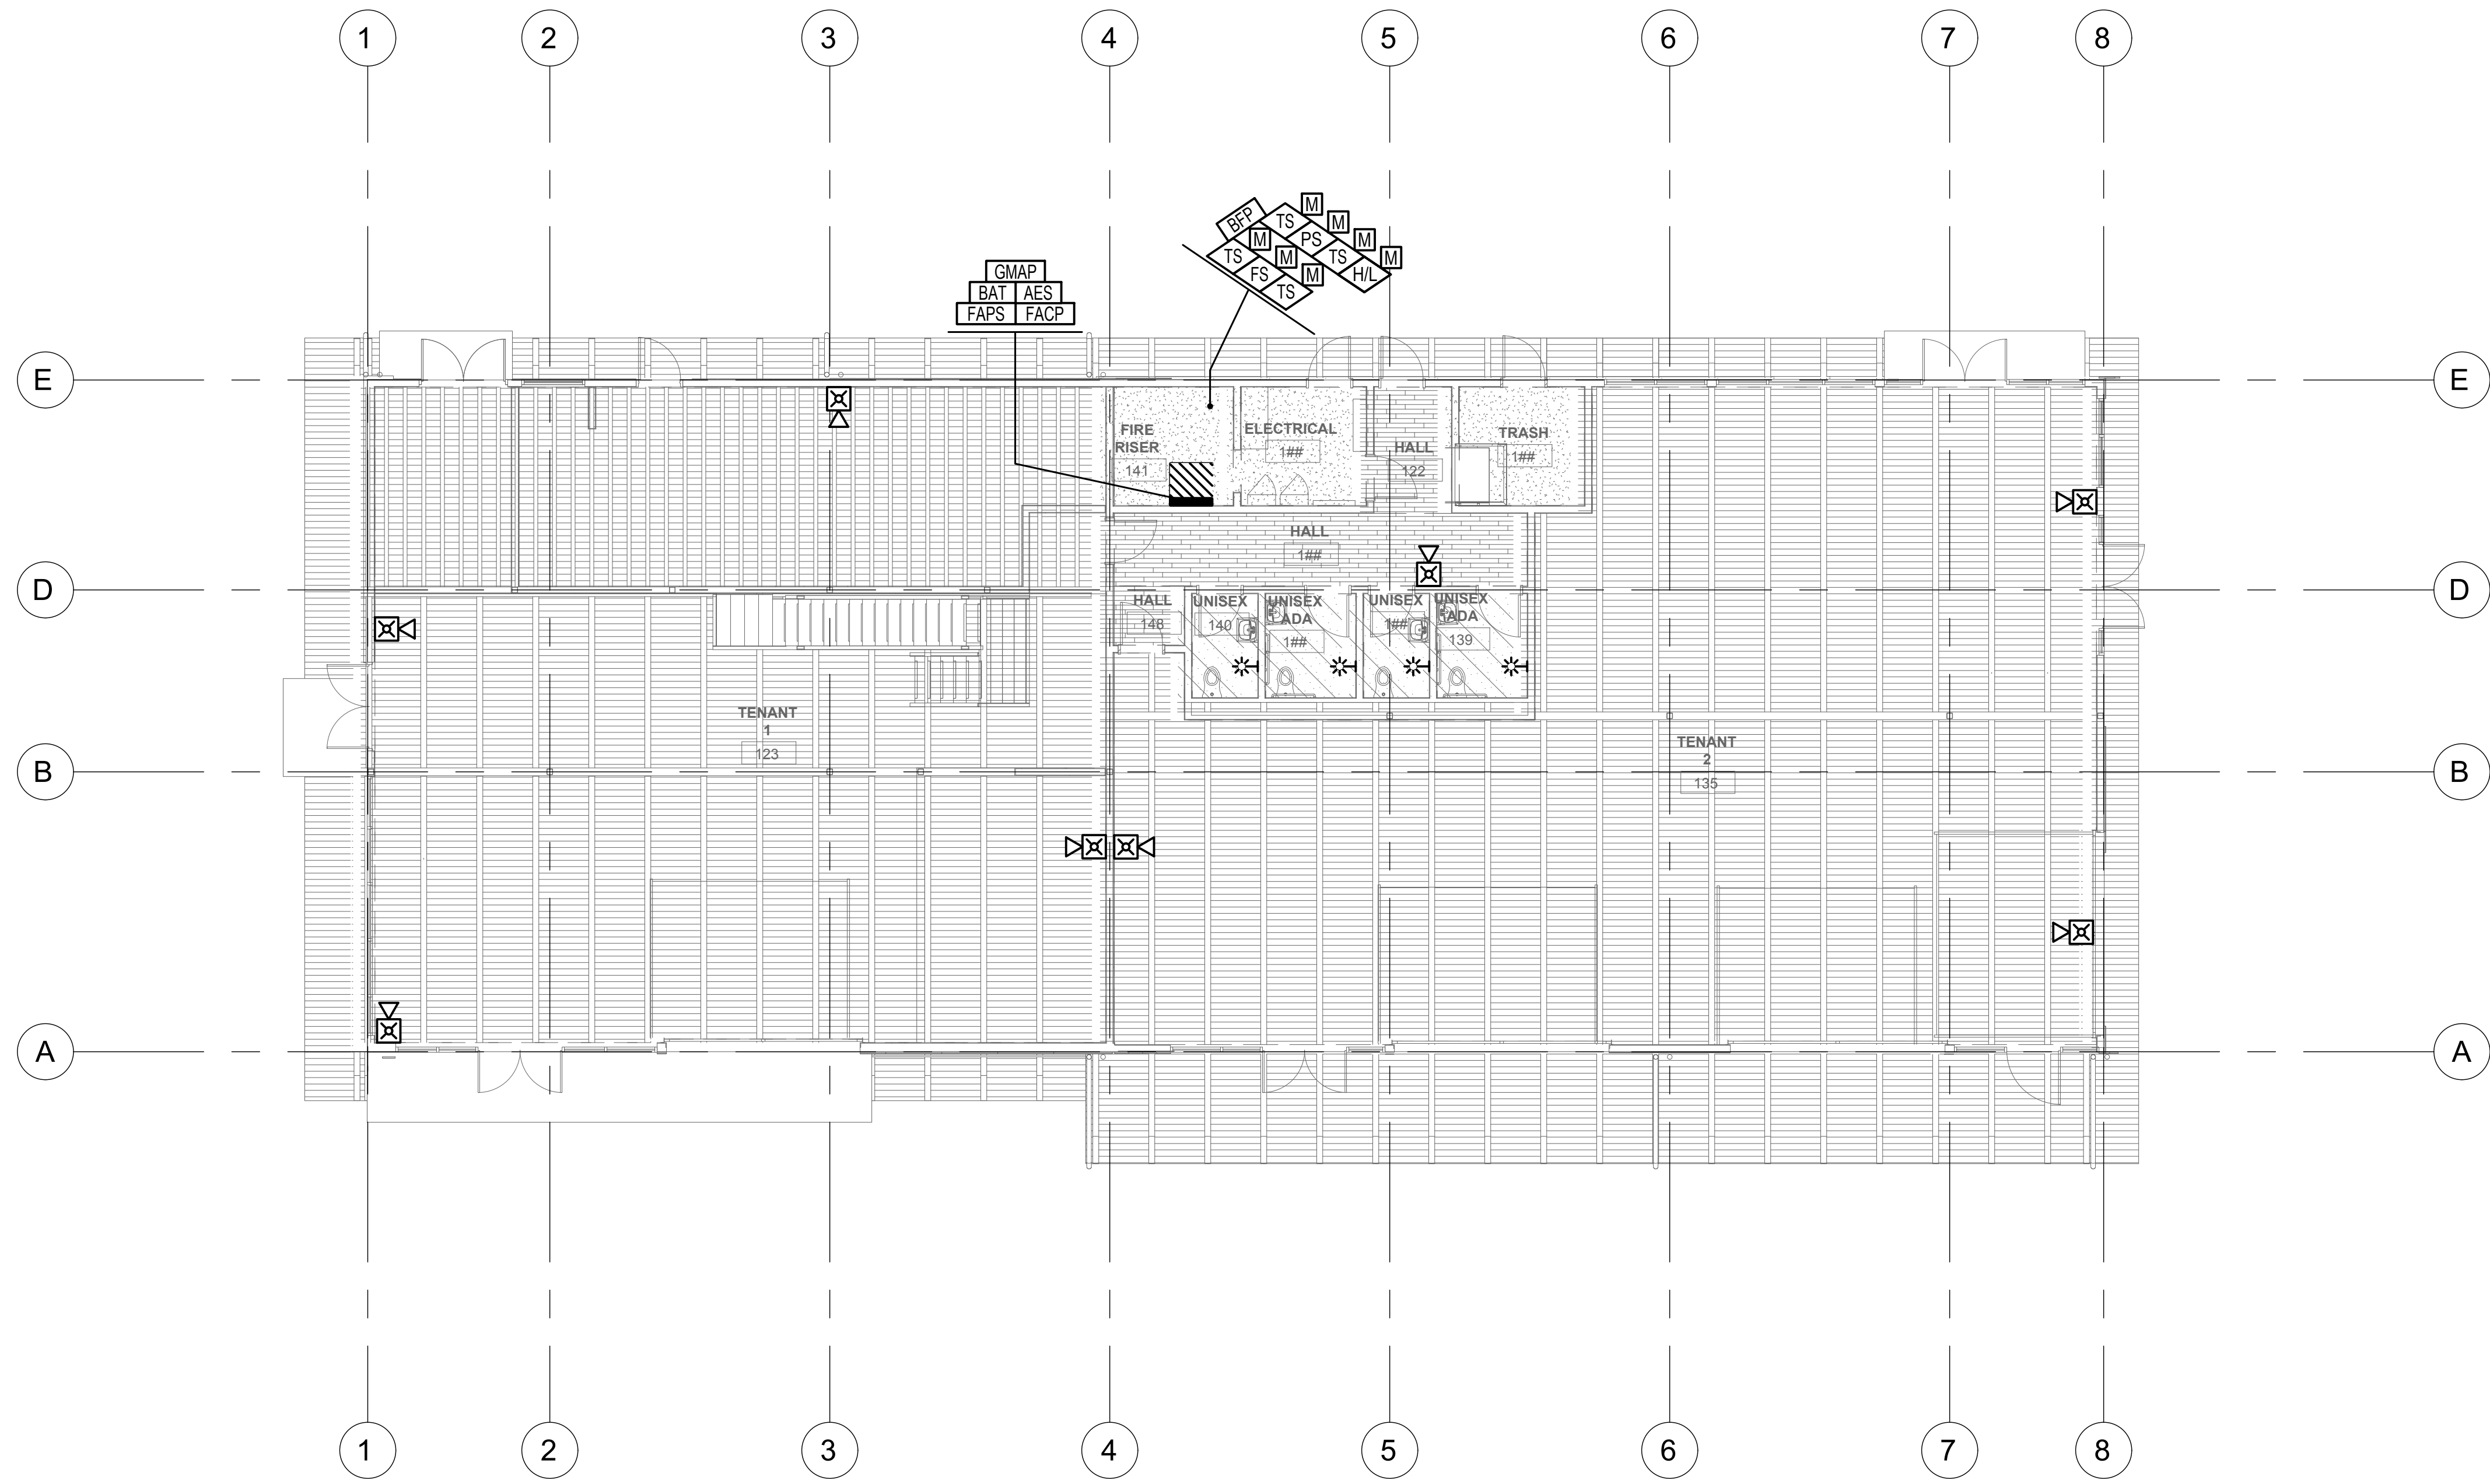 1 2 3 4 5 6 7 8
BFP TS M
PS M
TS M
H/L M
TS M
FS M
TS M
GMAP
BAT AES
FAPS FACP
E E
FIRE
RISER
141
ELECTRICAL
1##
HALL
122
TRASH
1##
HALL
1##
D D
HALL
148
UNISEX
140
UNISEX
ADA
1##
UNISEX
1##
UNISEX
ADA
139
TENANT
1
123
TENANT
2
135
B B
A A
1 2 3 4 5 6 7 8